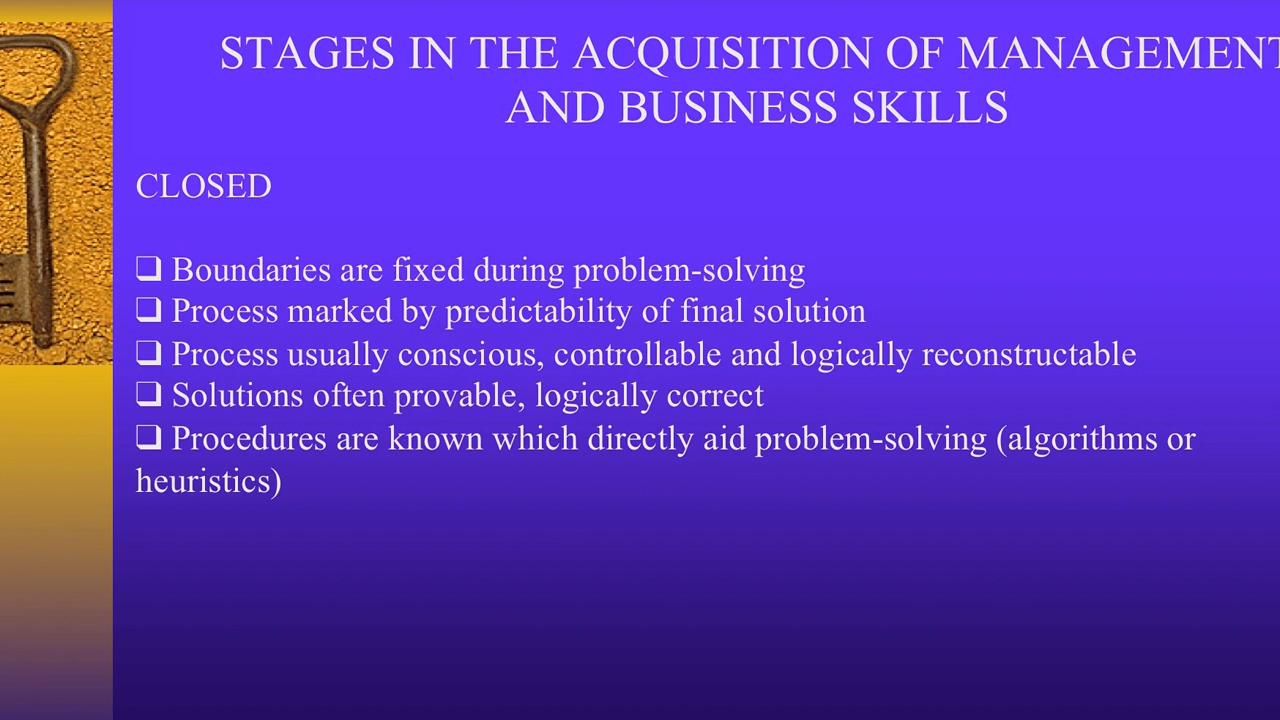 STAGES IN THE ACQUISITION OF MANAGEMENT
AND BUSINESS SKILLS
CLOSED
❑ Boundaries are fixed during problem-solving
❑ Process marked by predictability of final solution
❑ Process usually conscious, controllable and logically reconstructable
❑ Solutions often provable, logically correct
❑ Procedures are known which directly aid problem-solving (algorithms or
heuristics)